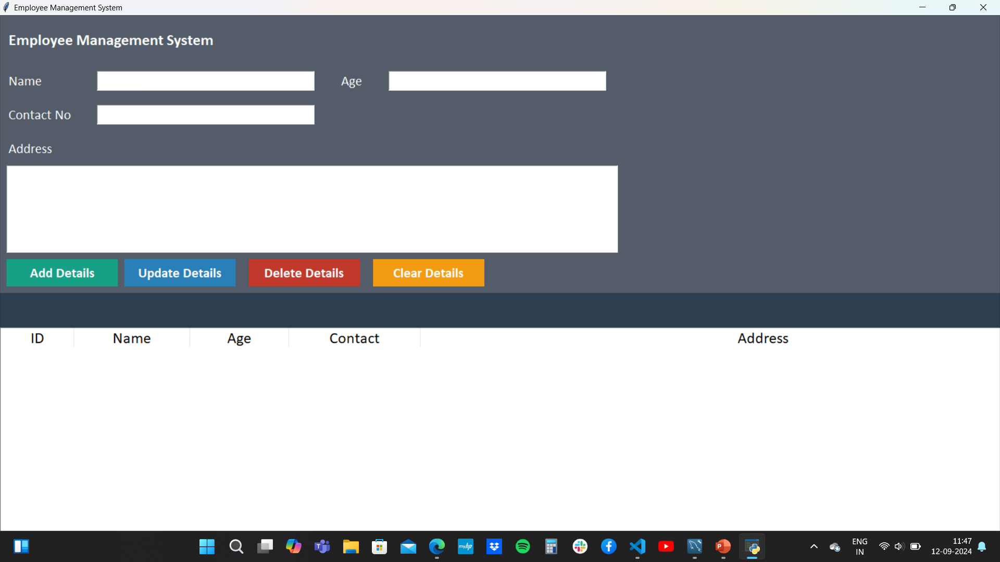 Employee Management System
Employee Management System
Name Age
Contact No
Address
Add Details Update Details Delete Details Clear Details
ID Name Age Contact Address
myhp
ENG
IN
11:47
12-09-2024